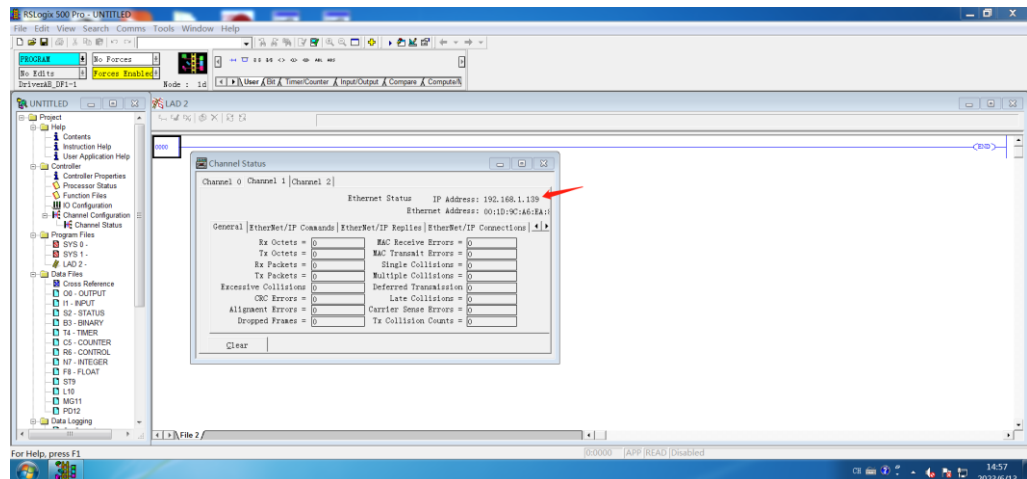 RSLogix 500 Pro - UNTITLED
File Edit View Search Comms Tools Window Help
PROGRAM
No Forces
No Edits
Forces Enabled
Driver:AB_DF1-1
Node : 1d
User Bit Timer/Counter Input/Output Compare
UNTITLED
LAD 2
Project
Help
Contents
Instruction Help
User Application Help
Controller
Controller Properties
Processor Status
Function Files
IO Configuration
Channel Configuration
Channel Status
Program Files
SYS 0 -
SYS 1 -
LAD 2 -
Data Files
Cross Reference
O0 - OUTPUT
I1 - INPUT
S2 - STATUS
B3 - BINARY
T4 - TIMER
C5 - COUNTER
R6 - CONTROL
N7 - INTEGER
F8 - FLOAT
ST9
L10
MG11
PD12
Data Logging
0000
(END)
Channel Status
Channel 0 Channel 1 Channel 2
Ethernet Status IP Address: 192.168.1.139
Ethernet Address: 00:1D:9C:A6:EA:
General EtherNet/IP Commands EtherNet/IP Replies EtherNet/IP Connections
Rx Octets = 0 MAC Receive Errors = 0
Tx Octets = 0 MAC Transmit Errors = 0
Rx Packets = 0 Single Collisions = 0
Tx Packets = 0 Multiple Collisions = 0
Excessive Collisions 0 Deferred Transmission 0
CRC Errors = 0 Late Collisions = 0
Alignment Errors = 0 Carrier Sense Errors = 0
Dropped Frames = 0 Tx Collision Counts = 0
Clear
File 2
For Help, press F1
0:0000 APP READ Disabled
CH
14:57
2023/6/13